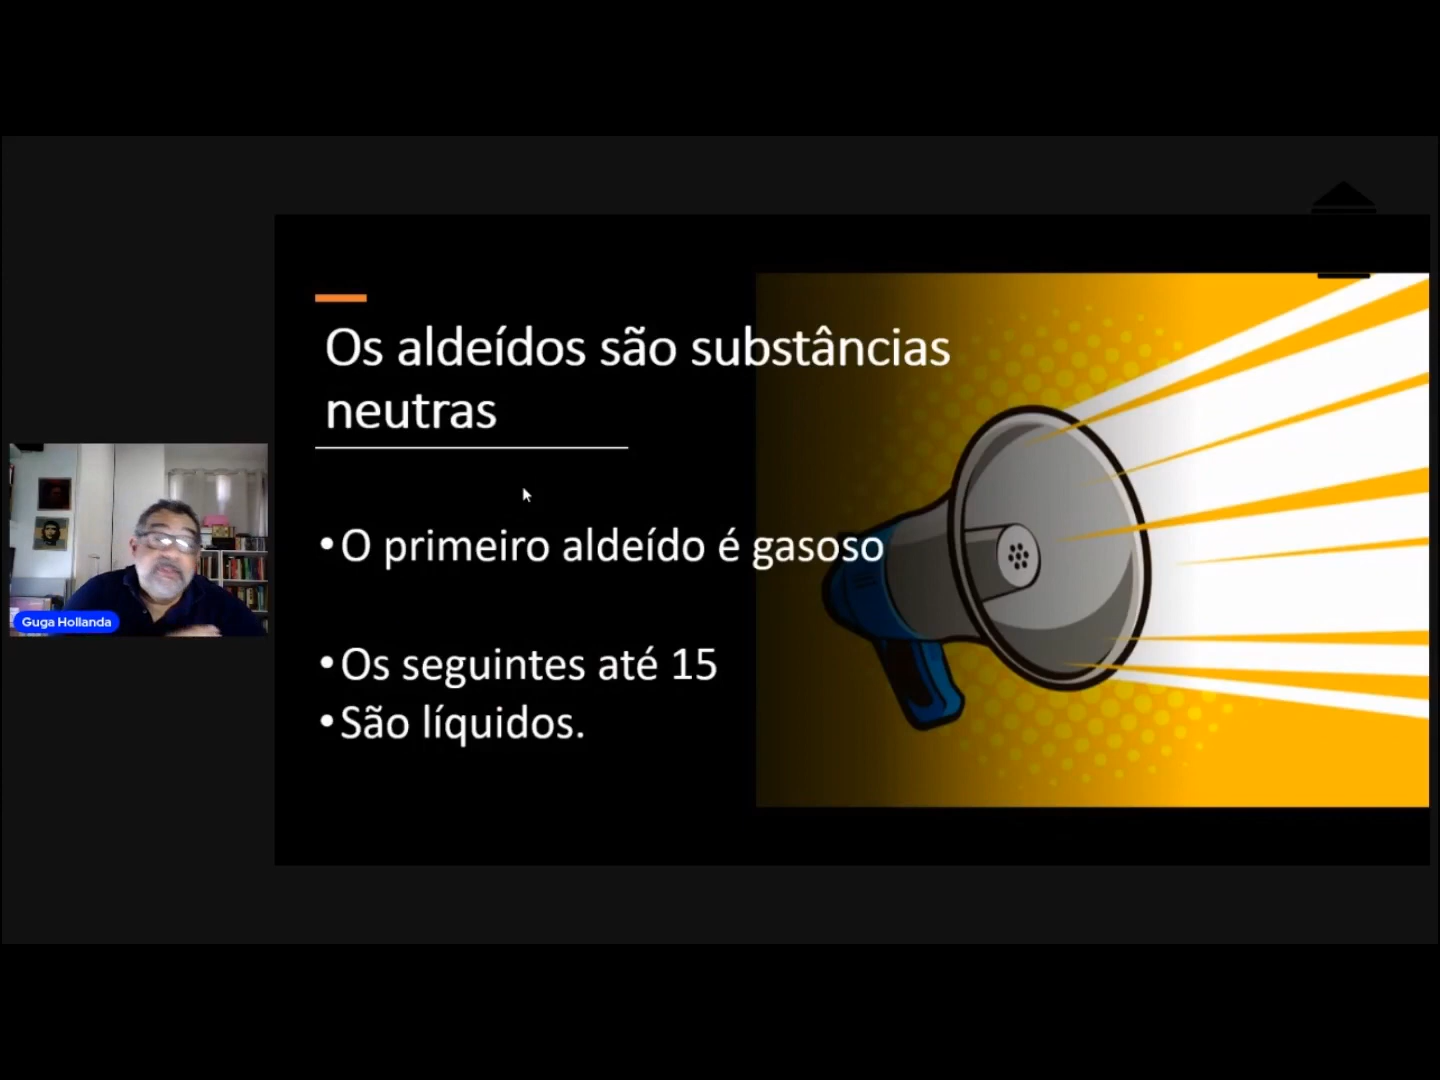 Os aldeídos são substâncias
neutras
•O primeiro aldeído é gasoso
•Os seguintes até 15
•São líquidos.
Guga Hollanda